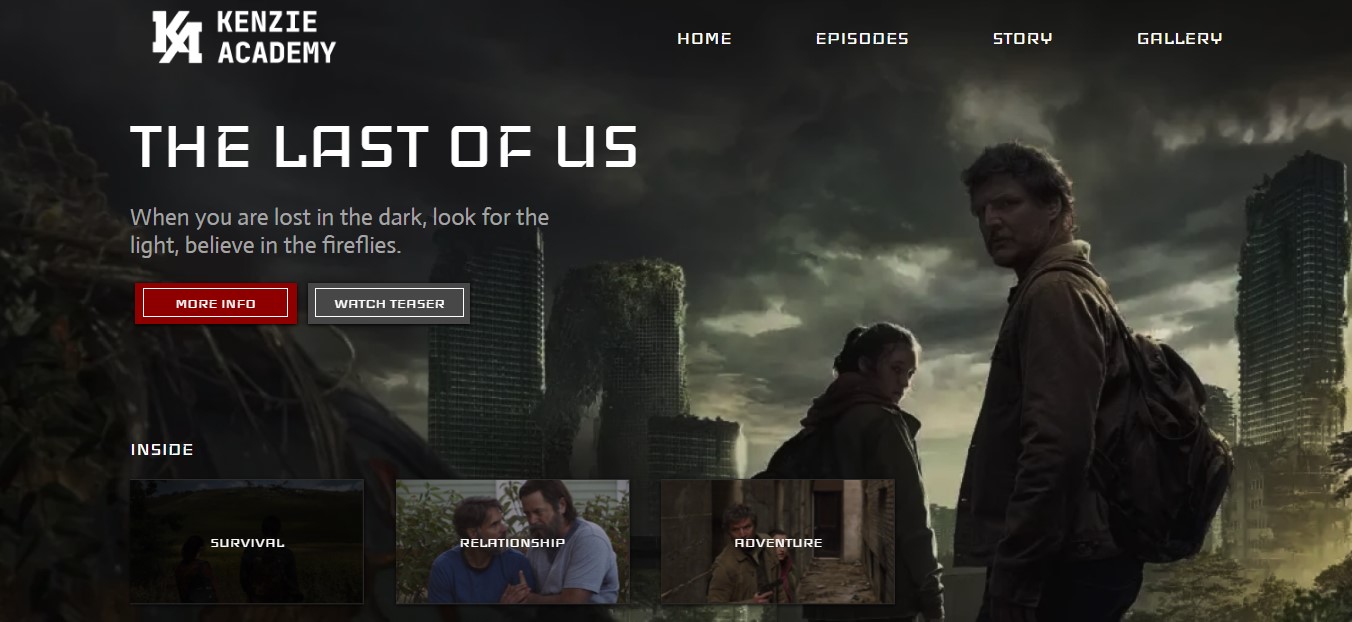 KENZIE
ACADEMY
HOME
EPISODES
STORY
GALLERY
THE LAST OF US
When you are lost in the dark, look for the
light, believe in the fireflies.
MORE INFO
WATCH TEASER
INSIDE
SURVIVAL
RELATIONSHIP
ADVENTURE